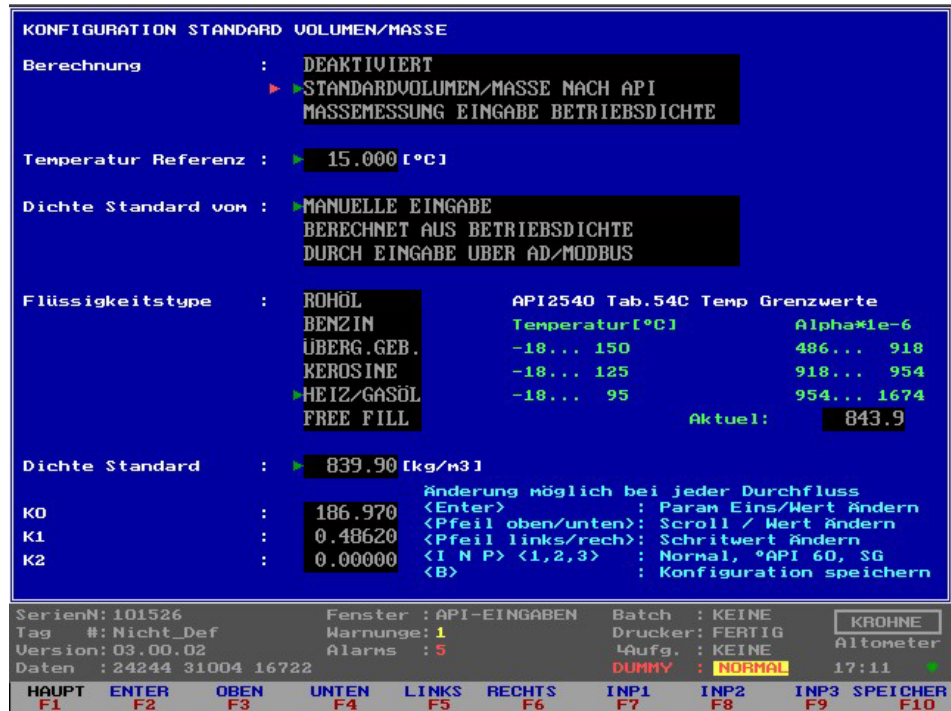 KONFIGURATION STANDARD VOLUMEN/MASSE
Berechnung : DEAKTIVIERT
STANDARDVOLUMEN/MASSE NACH API
MASSEMESSUNG EINGABE BETRIEBSDICHTE
Temperatur Referenz : 15.000 [°C]
Dichte Standard vom : MANUELLE EINGABE
BERECHNET AUS BETRIEBSDICHTE
DURCH EINGABE UBER AD/MODBUS
Flüssigkeitstype : ROHÖL API2540 Tab.54C Temp Grenzwerte
BENZIN Temperatur[°C] Alpha*1e-6
ÜBERG.GEB. -18... 150 486... 918
KEROSINE -18... 125 918... 954
HEIZ/GASÖL -18... 95 954... 1674
FREE FILL Aktuel: 843.9
Dichte Standard : 839.90 [kg/m3]
Änderung möglich bei jeder Durchfluss
K0 : 186.970 <Enter> : Param Eins/Wert Ändern
<Pfeil oben/unten>: Scroll / Wert Ändern
K1 : 0.48620 <Pfeil links/rech>: Schritwert Ändern
K2 : 0.00000 <I N P> <1,2,3> : Normal, °API 60, SG
<B> : Konfiguration speichern
SerienN: 101526 Fenster : API-EINGABEN Batch : KEINE KROHNE
Tag #: Nicht_Def Warnunge: 1 Drucker: FERTIG Altometer
Version: 03.00.02 Alarms : 5 4Aufg. : KEINE
Daten : 24244 31004 16722 DUMMY : NORMAL 17:11
HAUPT ENTER OBEN UNTEN LINKS RECHTS INP1 INP2 INP3 SPEICHER
F1 F2 F3 F4 F5 F6 F7 F8 F9 F10